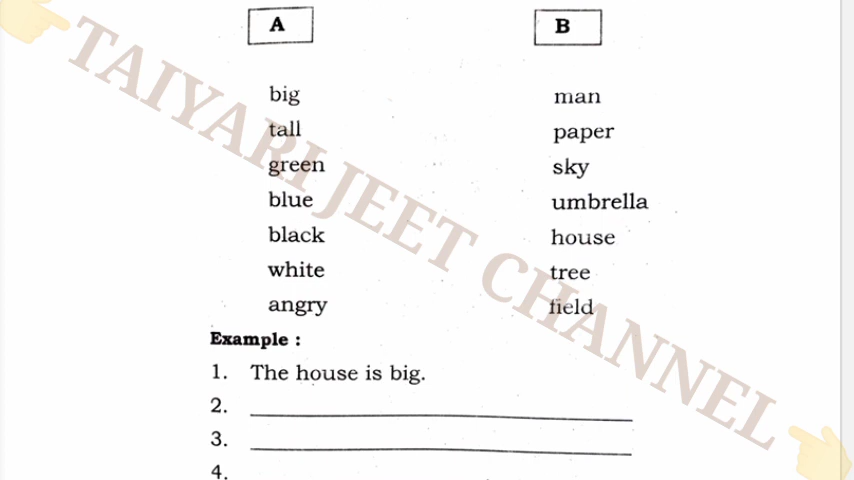 A B
big man
tall paper
green sky
blue umbrella
black house
white tree
angry field
Example :
1. The house is big.
2.
3.
4.
TAIYARI JEET CHANNEL